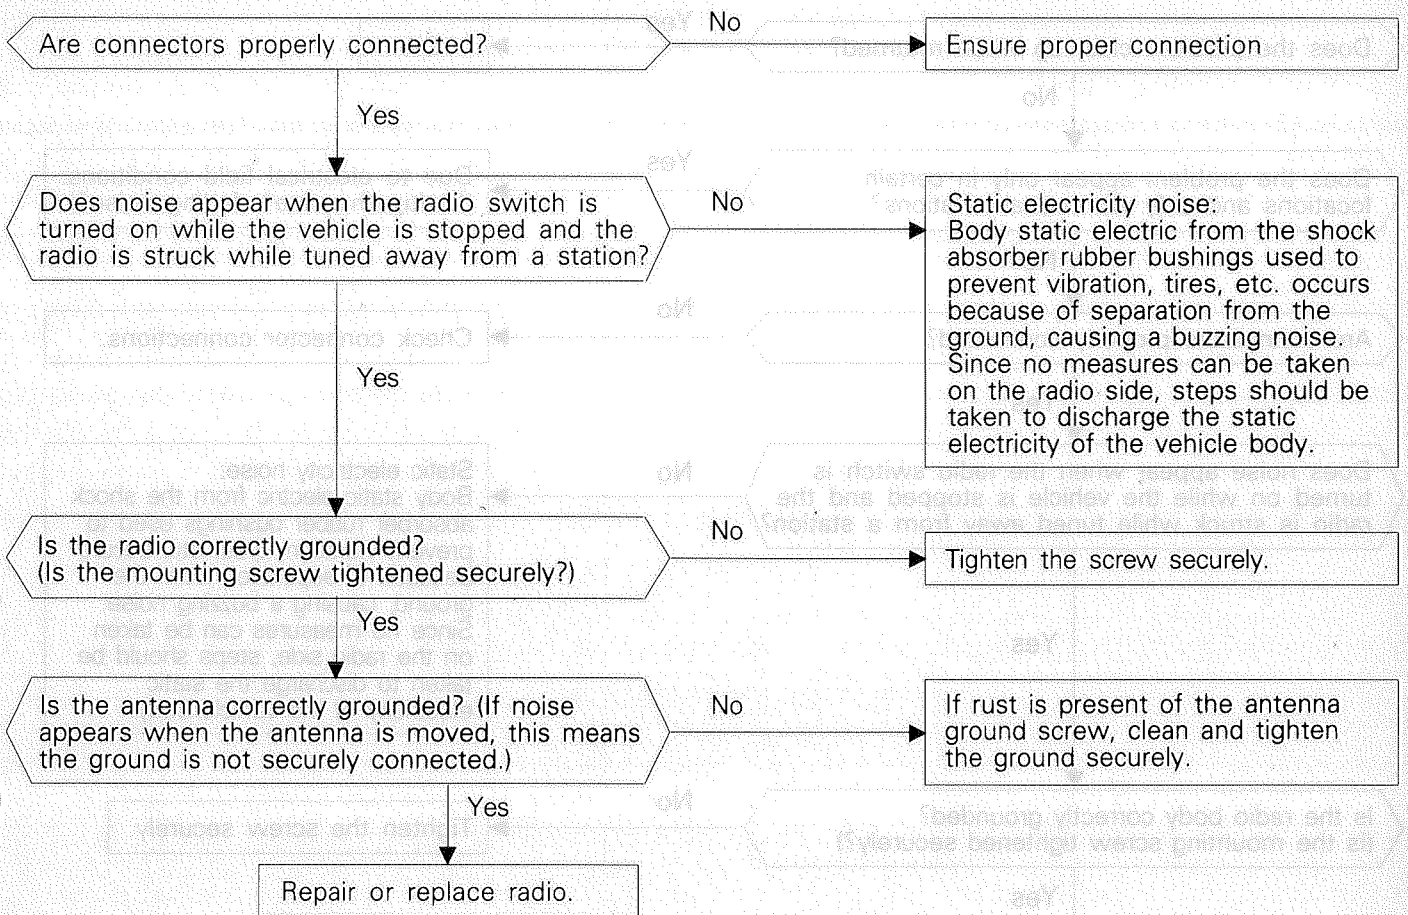 Are connectors properly connected?
No
Ensure proper connection
Yes
Does noise appear when the radio switch is
turned on while the vehicle is stopped and the
radio is struck while tuned away from a station?
No
Static electricity noise:
Body static electric from the shock
absorber rubber bushings used to
prevent vibration, tires, etc. occurs
because of separation from the
ground, causing a buzzing noise.
Since no measures can be taken
on the radio side, steps should be
taken to discharge the static
electricity of the vehicle body.
Yes
Is the radio correctly grounded?
(Is the mounting screw tightened securely?)
No
Tighten the screw securely.
Yes
Is the antenna correctly grounded? (If noise
appears when the antenna is moved, this means
the ground is not securely connected.)
No
If rust is present of the antenna
ground screw, clean and tighten
the ground securely.
Yes
Repair or replace radio.